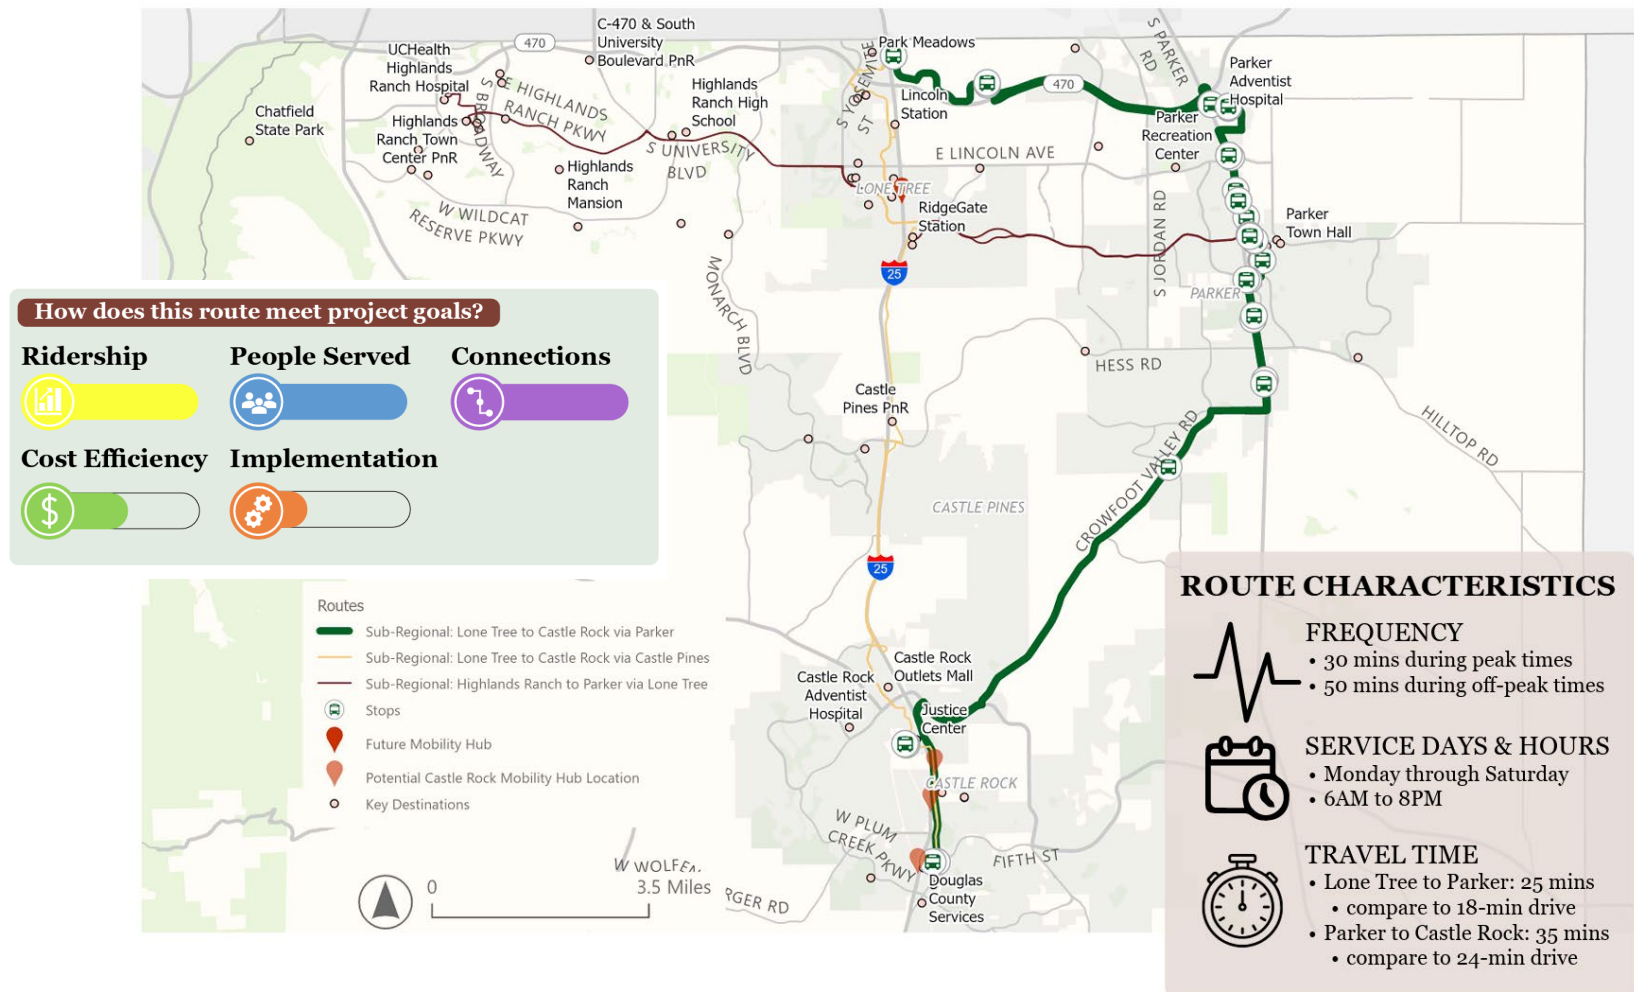 C-470 & South
University
Boulevard PnR
470
UCHealth
Highlands
Ranch Hospital
S BROADWAY
E HIGHLANDS
RANCH PKWY
Highlands
Ranch High
School
Chatfield
State Park
Highlands
Ranch Town
Center PnR
S UNIVERSITY
BLVD
Highlands
Ranch
Mansion
W WILDCAT
RESERVE PKWY
MONARCH BLVD
S YOSEMITE
ST
Park Meadows
Lincoln
Station
470
S PARKER
RD
Parker
Adventist
Hospital
Parker
Recreation
Center
E LINCOLN AVE
LONE TREE
RidgeGate
Station
S JORDAN RD
Parker
Town Hall
25
PARKER
HESS RD
Castle
Pines PnR
HILLTOP RD
CROWFOOT VALLEY RD
CASTLE PINES
25
Castle Rock
Outlets Mall
Castle Rock
Adventist
Hospital
Justice
Center
CASTLE ROCK
W PLUM
CREEK PKWY
FIFTH ST
Douglas
County
Services
How does this route meet project goals?
Ridership
People Served
Connections
Cost Efficiency
Implementation
$
Routes
Sub-Regional: Lone Tree to Castle Rock via Parker
Sub-Regional: Lone Tree to Castle Rock via Castle Pines
Sub-Regional: Highlands Ranch to Parker via Lone Tree
Stops
Future Mobility Hub
Potential Castle Rock Mobility Hub Location
Key Destinations
0
3.5 Miles
RGER RD
ROUTE CHARACTERISTICS
FREQUENCY
• 30 mins during peak times
• 50 mins during off-peak times
SERVICE DAYS & HOURS
• Monday through Saturday
• 6AM to 8PM
TRAVEL TIME
• Lone Tree to Parker: 25 mins
• compare to 18-min drive
• Parker to Castle Rock: 35 mins
• compare to 24-min drive